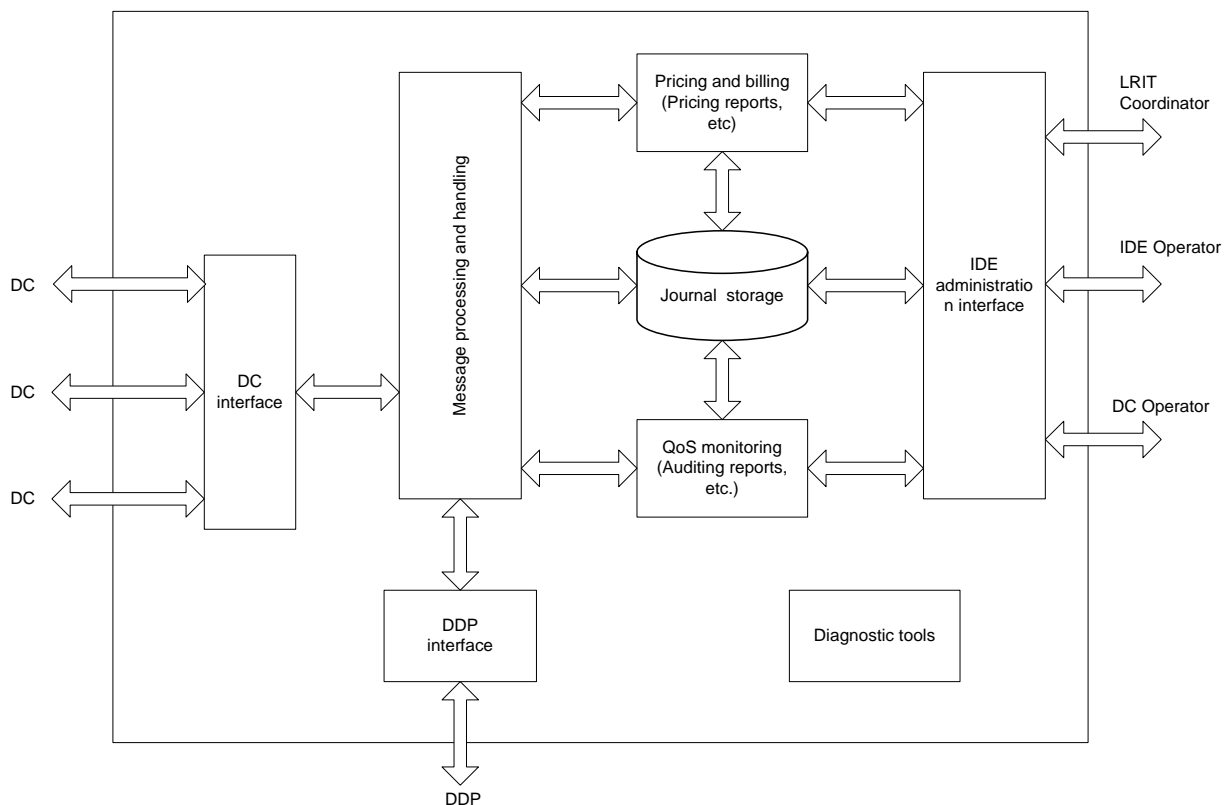 Pricing and billing
(Pricing reports,
etc)
LRIT
Coordinator
Message processing and handling
IDE Operator
DC
Journal  storage
IDE
administratio
n interface
DC
DC
interface
DC Operator
QoS monitoring
(Auditing reports,
etc.)
DC
DDP
interface
Diagnostic tools
DDP